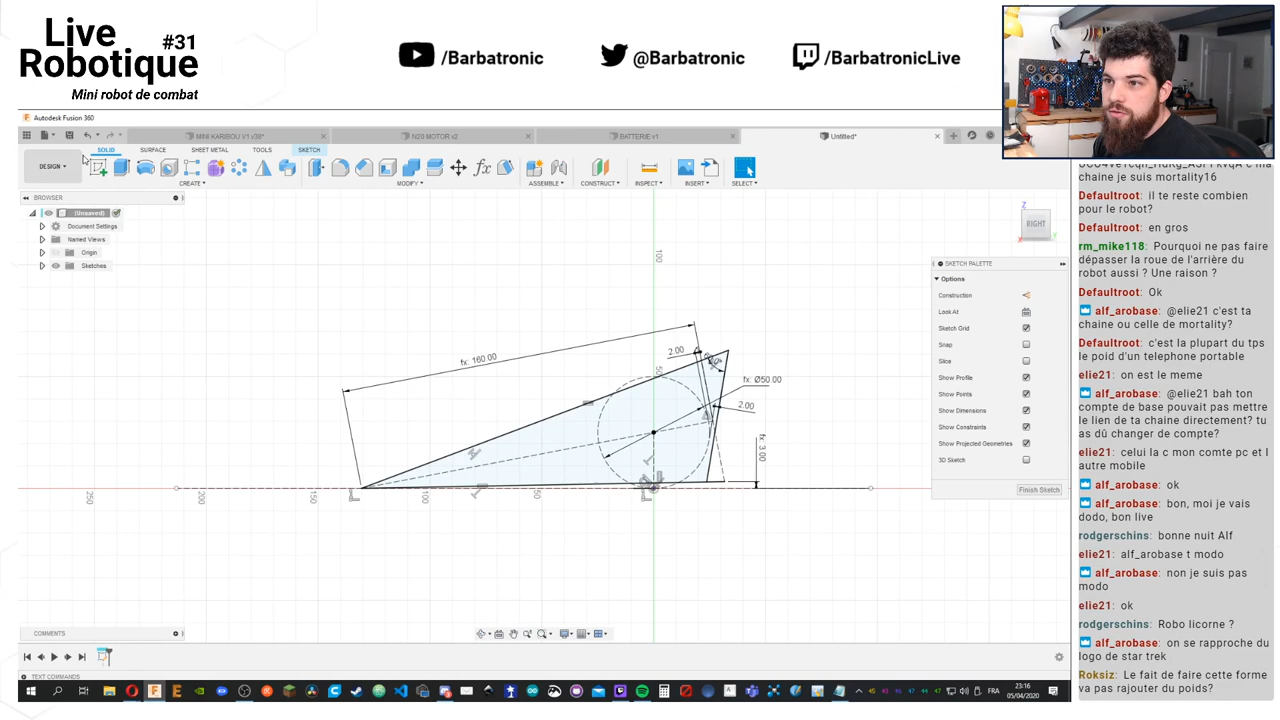 Live
Robotique #31
Mini robot de combat
/Barbatronic
@Barbatronic
/BarbatronicLive
Autodesk Fusion 360
MINI KARIBOU V1 v38*
N20 MOTOR v2
BATTERIE v1
Untitled*
DESIGN
SOLID
SURFACE
SHEET METAL
TOOLS
SKETCH
CREATE
MODIFY
ASSEMBLE
CONSTRUCT
INSPECT
INSERT
SELECT
BROWSER
(Unsaved)
Document Settings
Named Views
Origin
Sketches
Z
RIGHT
SKETCH PALETTE
Options
Construction
Look At
Sketch Grid
Snap
Slice
Show Profile
Show Points
Show Dimensions
Show Constraints
Show Projected Geometries
3D Sketch
Finish Sketch
100
fx: 160.00
2.00
fx: Ø50.00
2.00
fx: 3.00
50
250
200
150
100
50
COMMENTS
TEXT COMMANDS
chaine je suis mortality16
Defaultroot: il te reste combien
pour le robot?
Defaultroot: en gros
rm_mike118: Pourquoi ne pas faire
dépasser la roue de l'arrière du
robot aussi ? Une raison ?
Defaultroot: Ok
alf_arobase: @elie21 c'est ta
chaine ou celle de mortality?
Defaultroot: c'est la plupart du tps
le poid d'un telephone portable
elie21: on est le meme
alf_arobase: @elie21 bah ton
compte de base pouvait pas mettre
le lien de ta chaine directement? tu
as dû changer de compte?
elie21: celui la c mon comte pc et l
autre mobile
alf_arobase: ok
alf_arobase: bon, moi je vais
dodo, bon live
rodgerschins: bonne nuit Alf
elie21: alf_arobase t modo
alf_arobase: non je suis pas
modo
elie21: ok
rodgerschins: Robo licorne ?
alf_arobase: on se rapproche du
logo de star trek
Roksiz: Le fait de faire cette forme
va pas rajouter du poids?
FRA
23:16
05/04/2020